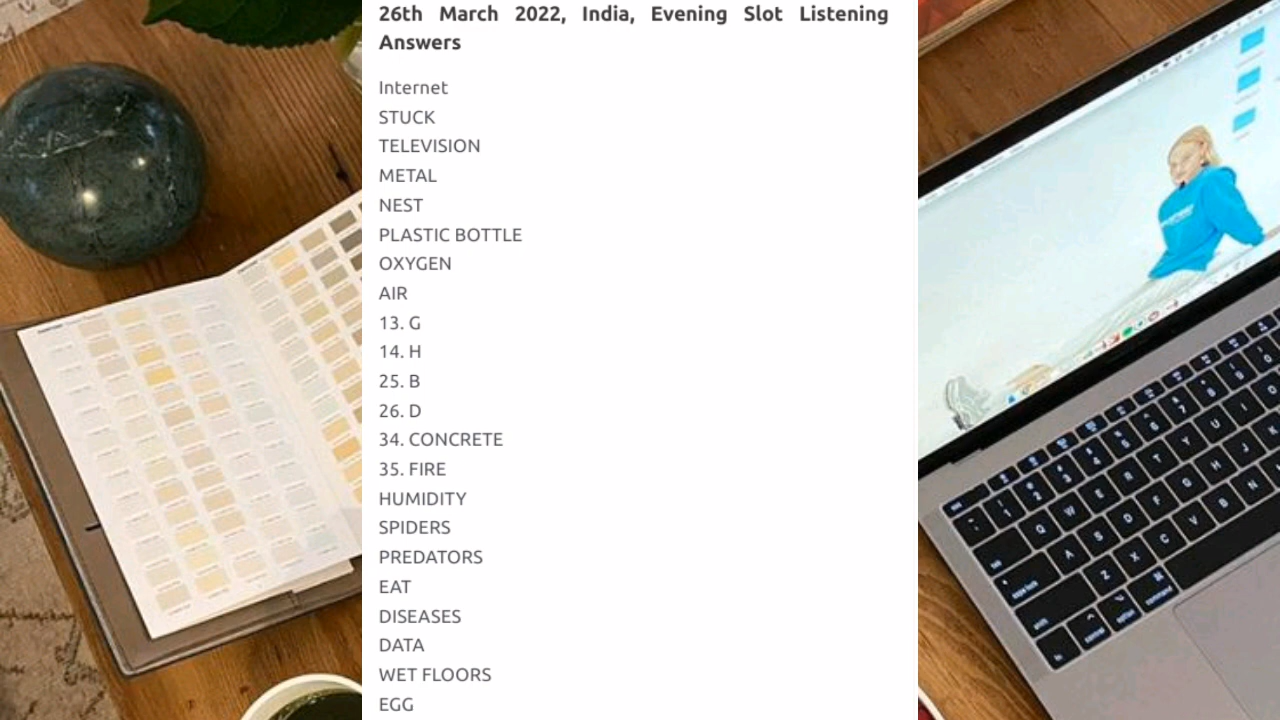 26th March 2022, India, Evening Slot Listening
Answers
Internet
STUCK
TELEVISION
METAL
NEST
PLASTIC BOTTLE
OXYGEN
AIR
13. G
14. H
25. B
26. D
34. CONCRETE
35. FIRE
HUMIDITY
SPIDERS
PREDATORS
EAT
DISEASES
DATA
WET FLOORS
EGG